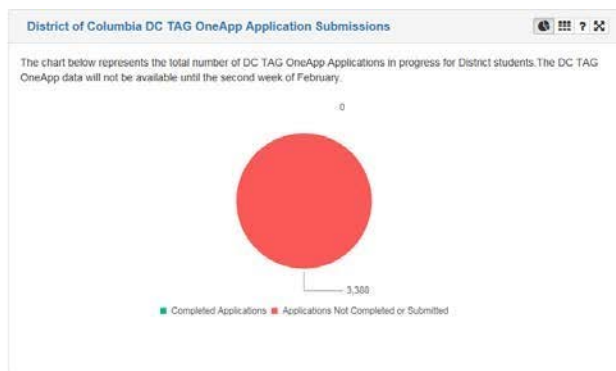 District of Columbia DC TAG OneApp Application Submissions
?
The chart below represents the total number of DC TAG OneApp Applications in progress for District students.The DC TAG
OneApp data will not be available until the second week of February.
0
3,388
Completed Applications Applications Not Completed or Submitted